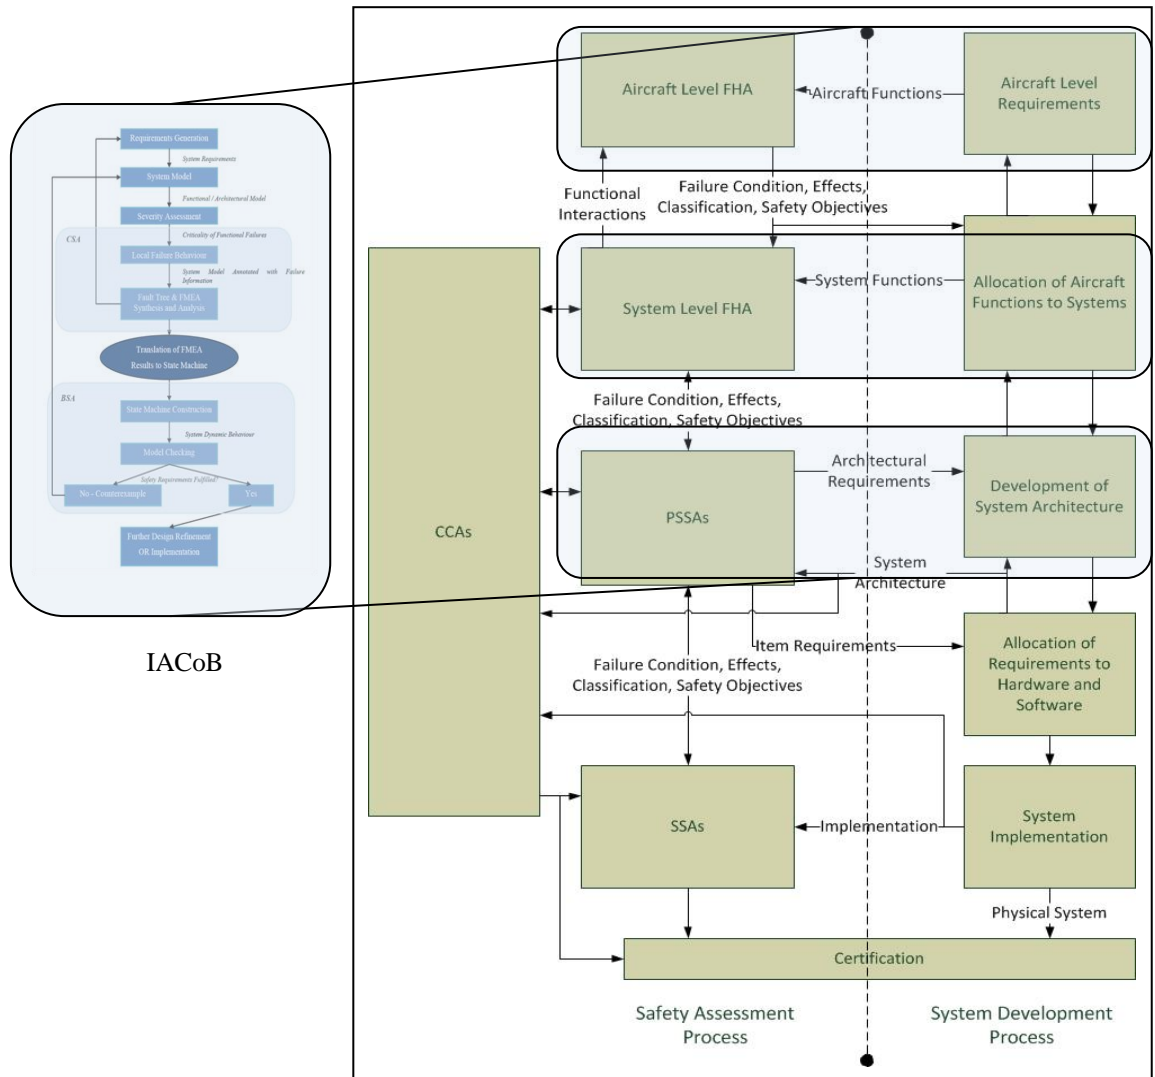 Requirements Generation
System Requirements
System Model
Functional / Architectural Model
Severity Assessment
Criticality of Functional Failures
CSA
Local Failure Behaviour
System Model Annotated with Failure
Information
Fault Tree & FMEA
Synthesis and Analysis
Translation of FMEA
Results to State Machine
BSA
State Machine Construction
System Dynamic Behaviour
Model Checking
Safety Requirements Fulfilled?
No - Counterexample
Yes
Further Design Refinement
OR Implementation
IACoB
Aircraft Level FHA
Aircraft Functions
Aircraft Level
Requirements
Functional
Interactions
Failure Condition, Effects,
Classification, Safety Objectives
System Level FHA
System Functions
Allocation of Aircraft
Functions to Systems
Failure Condition, Effects,
Classification, Safety Objectives
CCAs
PSSAs
Architectural
Requirements
Development of
System Architecture
System
Architecture
Item Requirements
Allocation of
Requirements to
Hardware and
Software
Failure Condition, Effects,
Classification, Safety Objectives
SSAs
Implementation
System
Implementation
Physical System
Certification
Safety Assessment
Process
System Development
Process